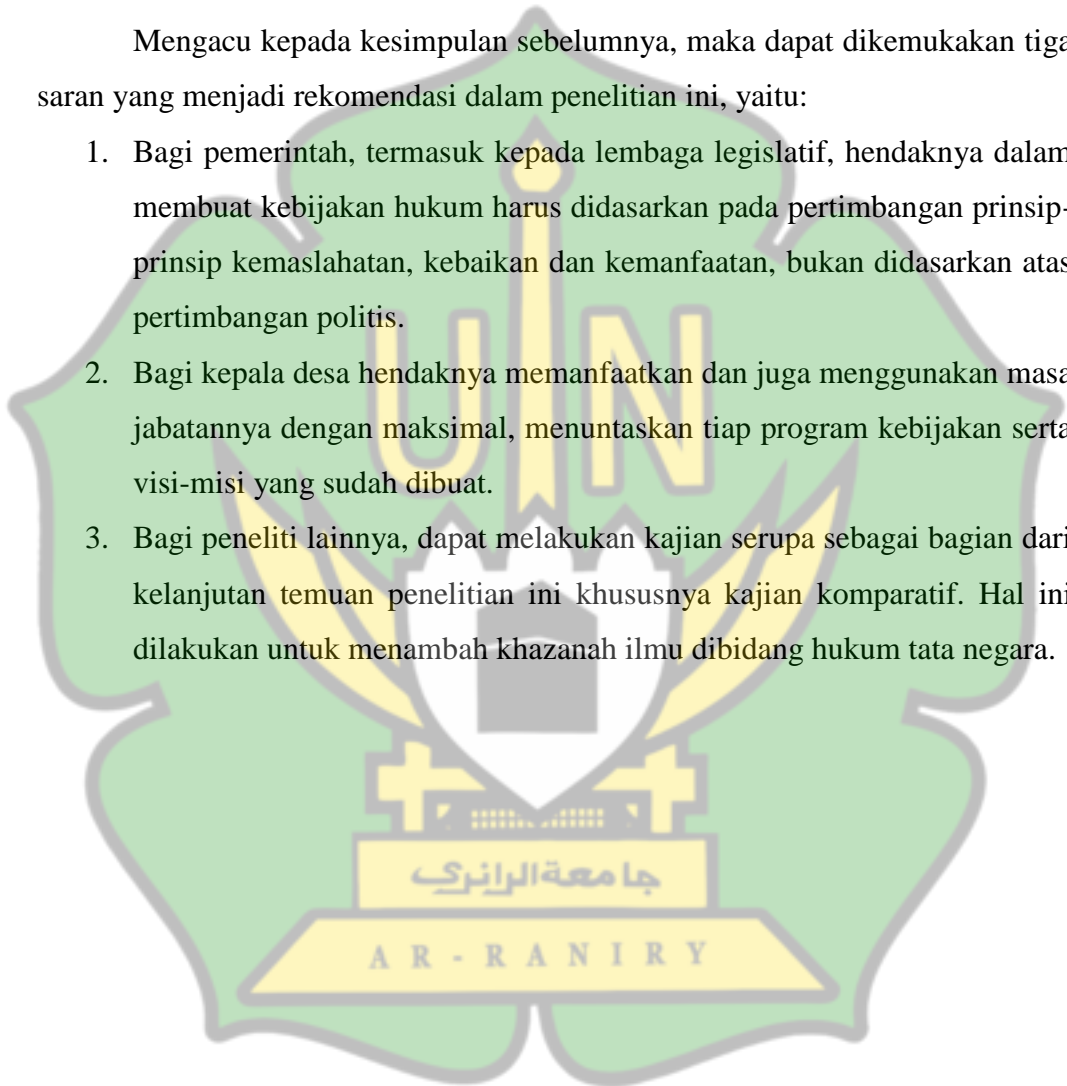 Mengacu kepada kesimpulan sebelumnya, maka dapat dikemukakan tiga
saran yang menjadi rekomendasi dalam penelitian ini, yaitu:
1. Bagi pemerintah, termasuk kepada lembaga legislatif, hendaknya dalam
membuat kebijakan hukum harus didasarkan pada pertimbangan prinsip-
prinsip kemaslahatan, kebaikan dan kemanfaatan, bukan didasarkan atas
pertimbangan politis.
2. Bagi kepala desa hendaknya memanfaatkan dan juga menggunakan masa
jabatannya dengan maksimal, menuntaskan tiap program kebijakan serta
visi-misi yang sudah dibuat.
3. Bagi peneliti lainnya, dapat melakukan kajian serupa sebagai bagian dari
kelanjutan temuan penelitian ini khususnya kajian komparatif. Hal ini
dilakukan untuk menambah khazanah ilmu dibidang hukum tata negara.
UIN
جامعةالرانري
AR-RANIRY